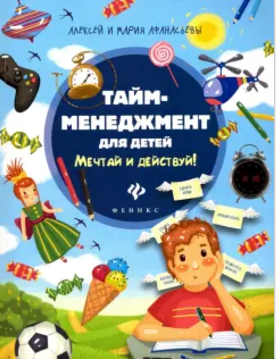 АЛЕКСЕЙ И МАРИЯ АФАНАСЬЕВЫ
ТАЙМ-
МЕНЕДЖМЕНТ
ДЛЯ ДЕТЕЙ
МЕЧТАЙ И ДЕЙСТВУЙ!
ФЕНИКС